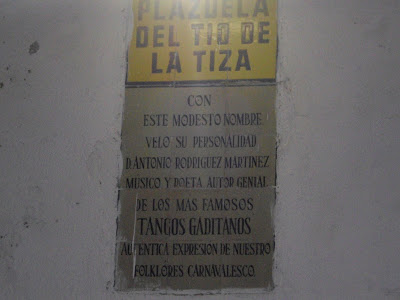 PLAZUELA
DEL TIO DE
LA TIZA
CON
ESTE MODESTO NOMBRE
VELO SU PERSONALIDAD
D. ANTONIO RODRIGUEZ MARTINEZ
MUSICO Y POETA AUTOR GENIAL
DE LOS MAS FAMOSOS
TANGOS GADITANOS
AUTENTICA EXPRESION DE NUESTRO
FOLKLORES CARNAVALESCO.